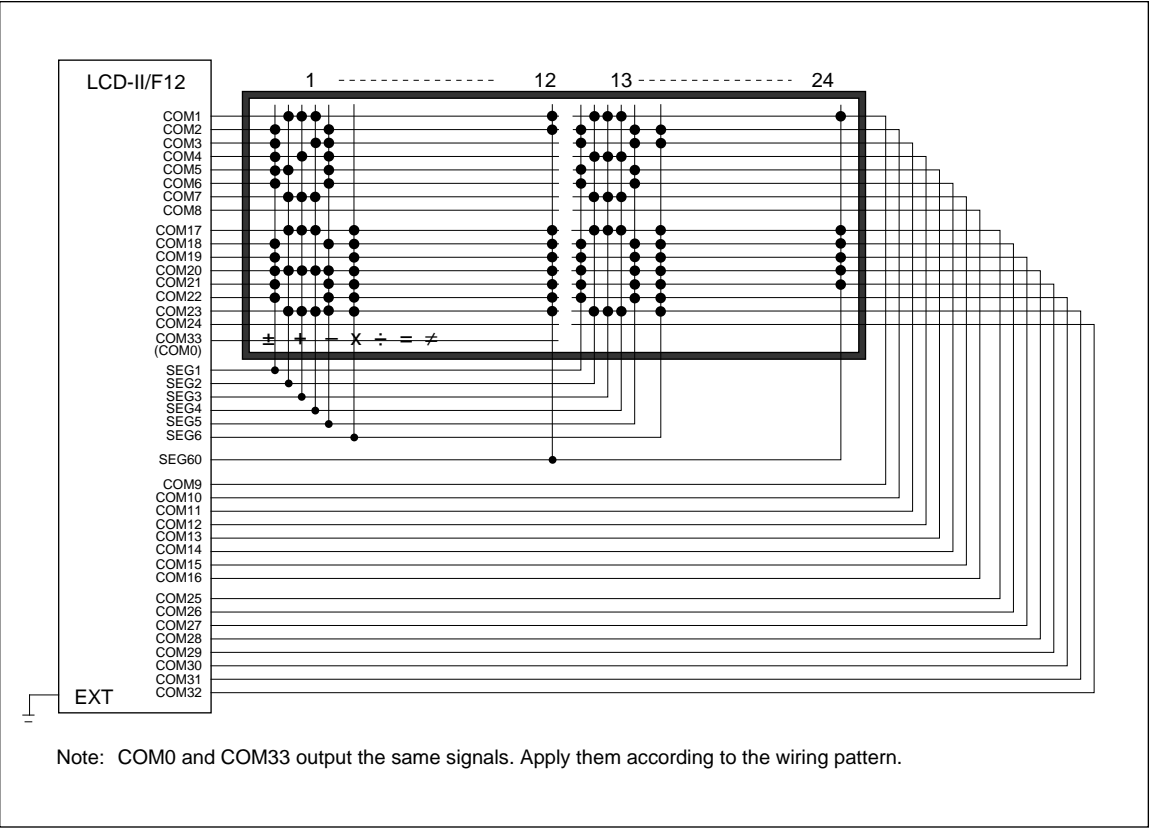 LCD-II/F12
1 12 13 24
COM1
COM2
COM3
COM4
COM5
COM6
COM7
COM8
COM17
COM18
COM19
COM20
COM21
COM22
COM23
COM24
COM33
(COM0)
± + − x ÷ = ≠
SEG1
SEG2
SEG3
SEG4
SEG5
SEG6
SEG60
COM9
COM10
COM11
COM12
COM13
COM14
COM15
COM16
COM25
COM26
COM27
COM28
COM29
COM30
COM31
COM32
EXT
Note: COM0 and COM33 output the same signals. Apply them according to the wiring pattern.